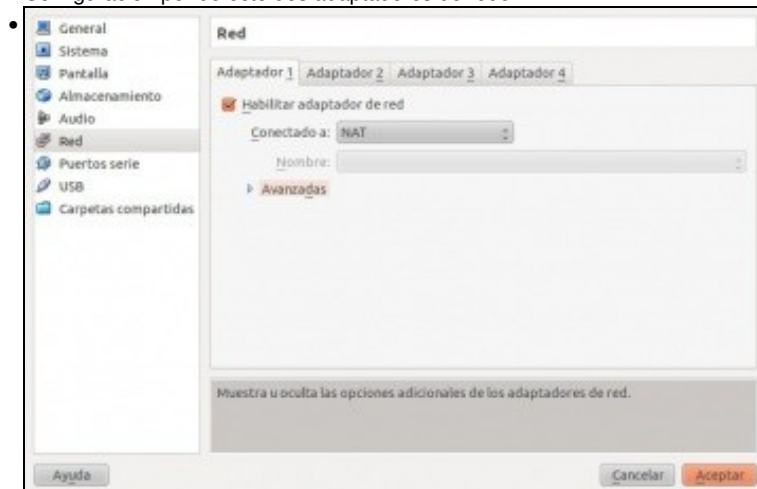 General
Sistema
Pantalla
Almacenamiento
Audio
Red
Puertos serie
USB
Carpetas compartidas
Red
Adaptador 1 Adaptador 2 Adaptador 3 Adaptador 4
Habilitar adaptador de red
Conectado a: NAT
Nombre:
Avanzadas
Muestra u oculta las opciones adicionales de los adaptadores de red.
Ayuda Cancelar Aceptar